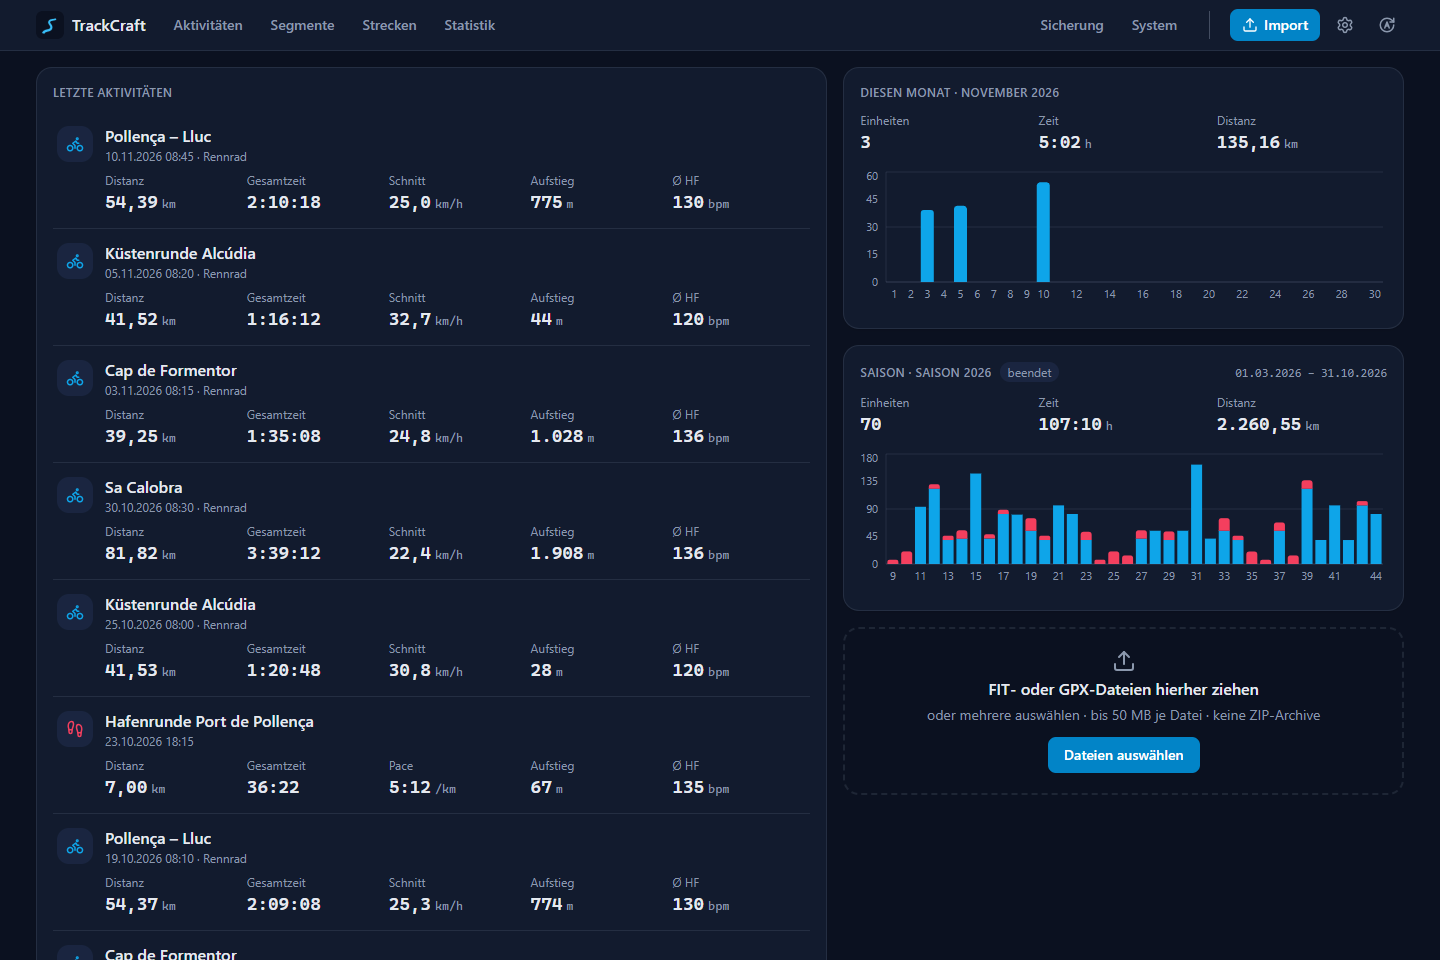 TrackCraft Aktivitäten Segmente Strecken Statistik Sicherung System Import
LETZTE AKTIVITÄTEN
Pollença – Lluc
10.11.2026 08:45 · Rennrad
Distanz Gesamtzeit Schnitt Aufstieg Ø HF
54,39 km 2:10:18 25,0 km/h 775 m 130 bpm
Küstenrunde Alcúdia
05.11.2026 08:20 · Rennrad
Distanz Gesamtzeit Schnitt Aufstieg Ø HF
41,52 km 1:16:12 32,7 km/h 44 m 120 bpm
Cap de Formentor
03.11.2026 08:15 · Rennrad
Distanz Gesamtzeit Schnitt Aufstieg Ø HF
39,25 km 1:35:08 24,8 km/h 1.028 m 136 bpm
Sa Calobra
30.10.2026 08:30 · Rennrad
Distanz Gesamtzeit Schnitt Aufstieg Ø HF
81,82 km 3:39:12 22,4 km/h 1.908 m 136 bpm
Küstenrunde Alcúdia
25.10.2026 08:00 · Rennrad
Distanz Gesamtzeit Schnitt Aufstieg Ø HF
41,53 km 1:20:48 30,8 km/h 28 m 120 bpm
Hafenrunde Port de Pollença
23.10.2026 18:15
Distanz Gesamtzeit Pace Aufstieg Ø HF
7,00 km 36:22 5:12 /km 67 m 135 bpm
Pollença – Lluc
19.10.2026 08:10 · Rennrad
Distanz Gesamtzeit Schnitt Aufstieg Ø HF
54,37 km 2:09:08 25,3 km/h 774 m 130 bpm
Cap de Formentor
DIESEN MONAT · NOVEMBER 2026
Einheiten Zeit Distanz
3 5:02 h 135,16 km
60
45
30
15
0
1 2 3 4 5 6 7 8 9 10 12 14 16 18 20 22 24 26 28 30
SAISON · SAISON 2026 beendet 01.03.2026 – 31.10.2026
Einheiten Zeit Distanz
70 107:10 h 2.260,55 km
180
135
90
45
0
9 11 13 15 17 19 21 23 25 27 29 31 33 35 37 39 41 44
FIT- oder GPX-Dateien hierher ziehen
oder mehrere auswählen · bis 50 MB je Datei · keine ZIP-Archive
Dateien auswählen